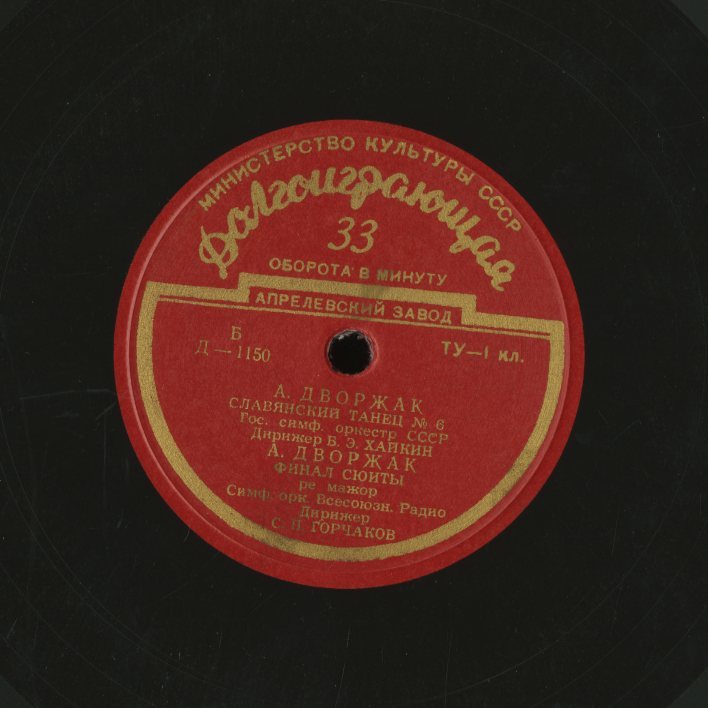 МИНИСТЕРСТВО КУЛЬТУРЫ СССР
Долгоиграющая
33
ОБОРОТА В МИНУТУ
АПРЕЛЕВСКИЙ ЗАВОД
Б
Д—1150
ТУ—1 кл.
А. ДВОРЖАК
СЛАВЯНСКИЙ ТАНЕЦ № 6
Гос. симф. оркестр СССР
Дирижер Б. Э. ХАЙКИН
А. ДВОРЖАК
ФИНАЛ СЮИТЫ
ре мажор
Симф. орк. Всесоюзн. Радио
Дирижер
С. П. ГОРЧАКОВ